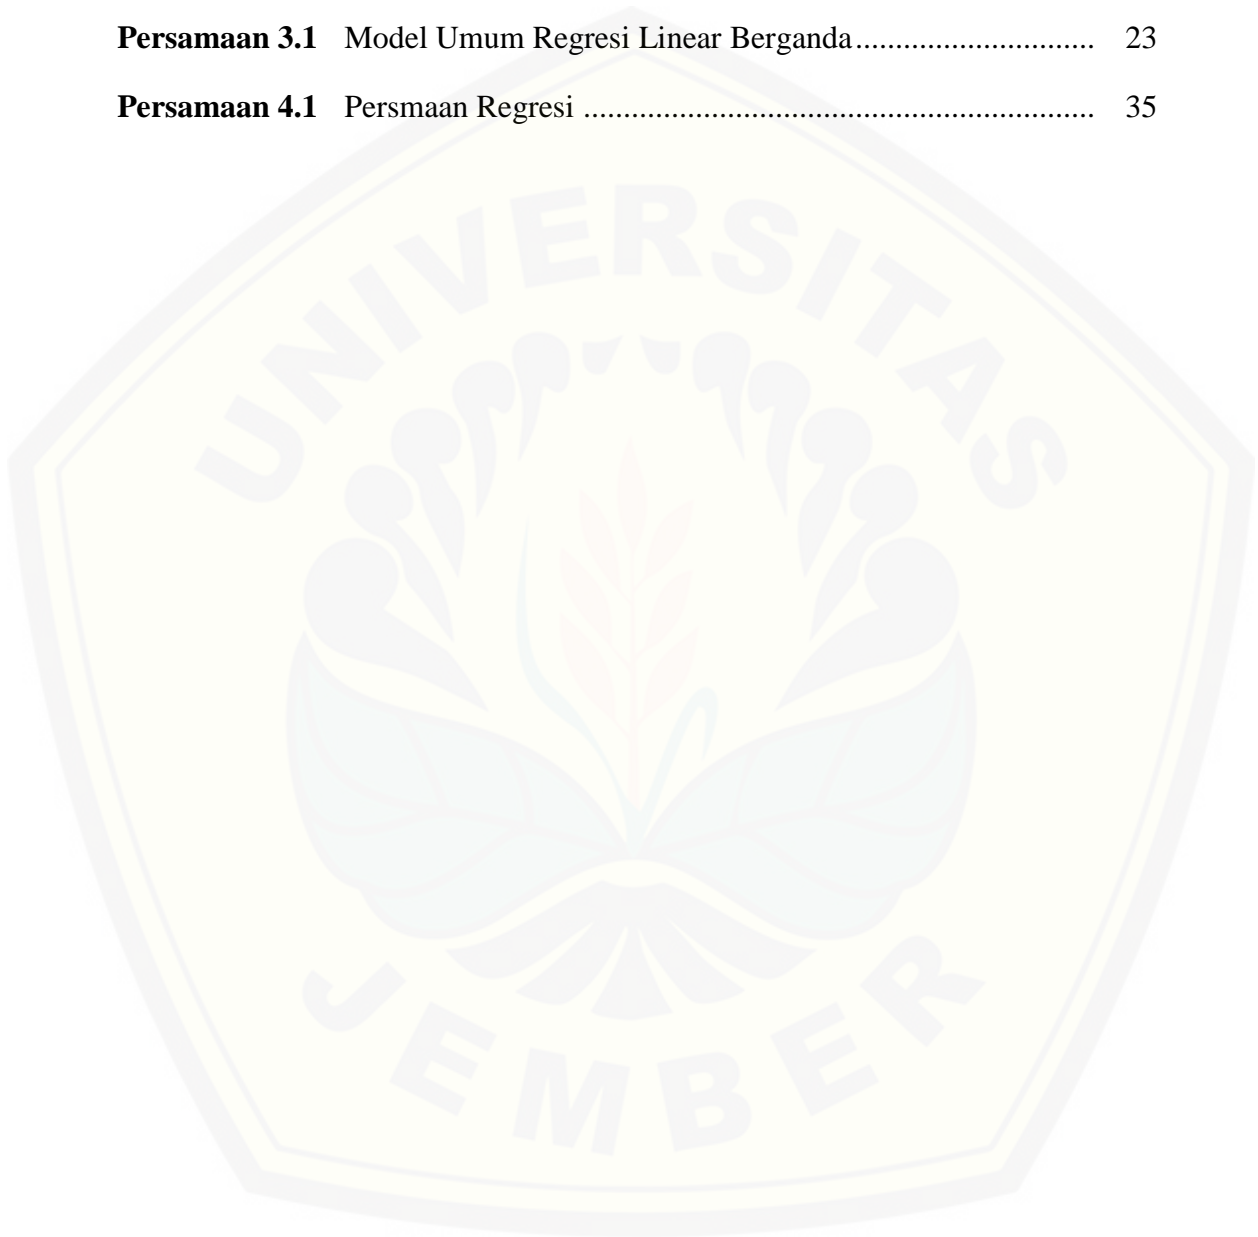 Persamaan 3.1 Model Umum Regresi Linear Berganda.............................. 23
Persamaan 4.1 Persmaan Regresi ................................................................ 35
UNIVERSITAS
JEMBER